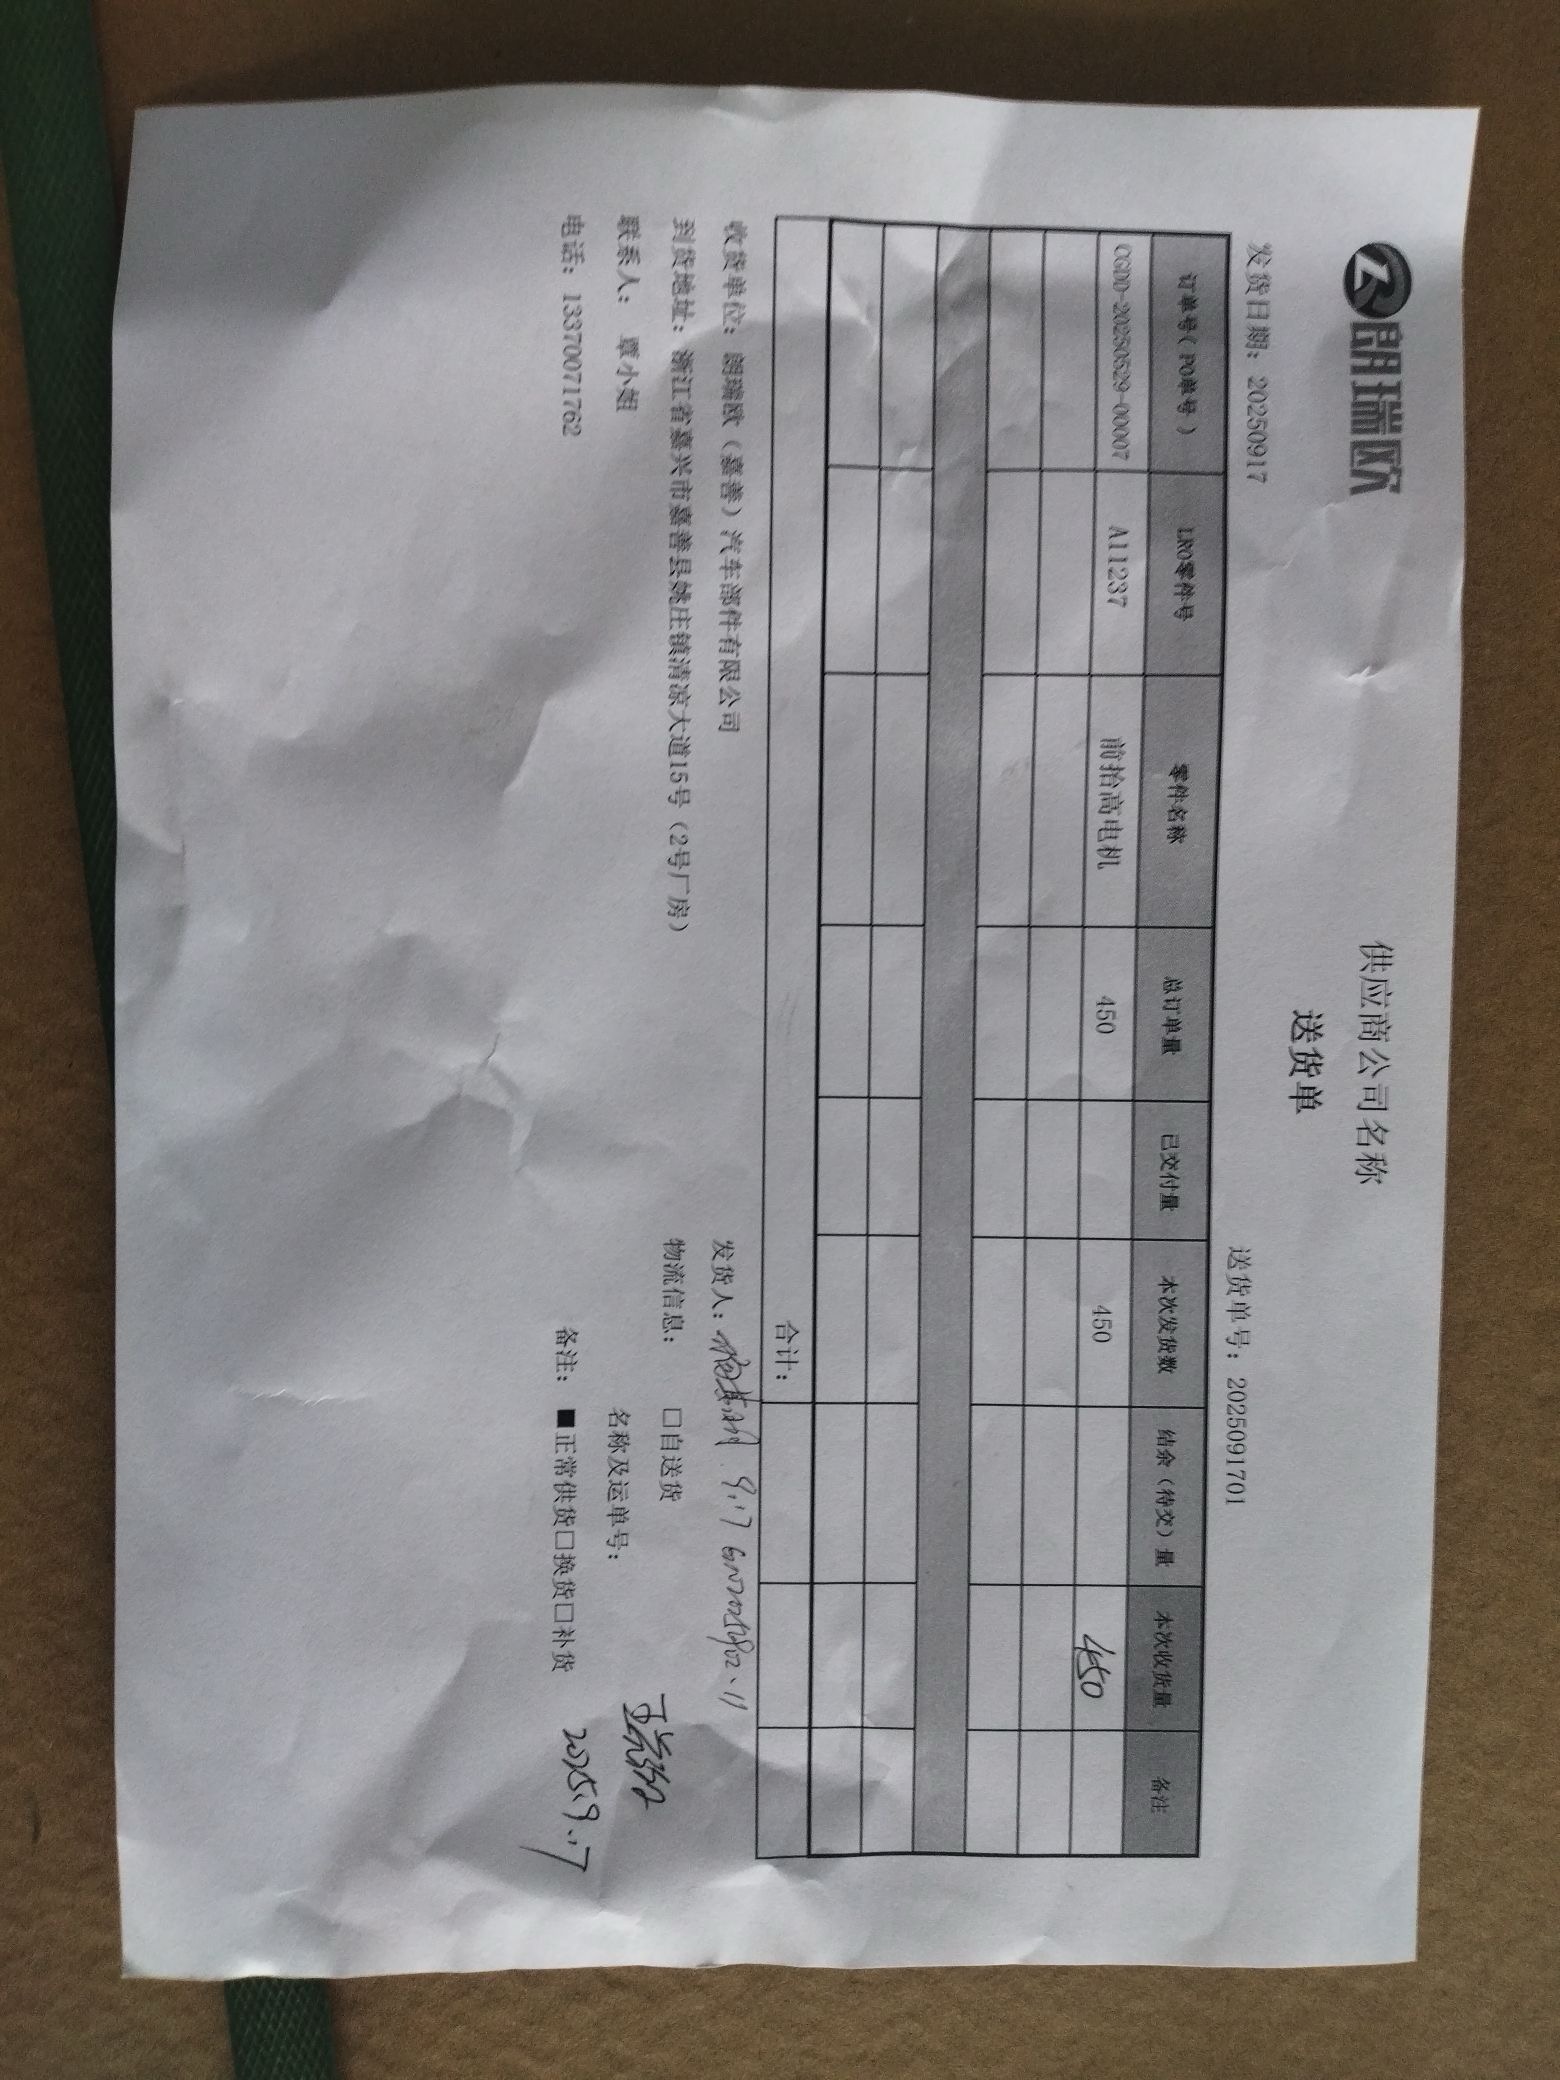 朗瑞欧
供应商公司名称
送货单
发货日期：20250917 送货单号：2025091701
订单号（PO单号） LRO零件号 零件名称 总订单量 已交付量 本次发货数 结余（待交）量 本次收货量 备注
CGDD-20250529-00007 A11237 前抬高电机 450 450 450
合计：
收货单位：朗瑞欧（嘉善）汽车部件有限公司 发货人： 9.17
到货地址：浙江省嘉兴市嘉善县姚庄镇清凉大道15号（2号厂房） 物流信息： □自送货
联系人： 覃小姐 名称及运单号：
电话：13370071762 备注：■正常供货□换货□补货
2025.9.17